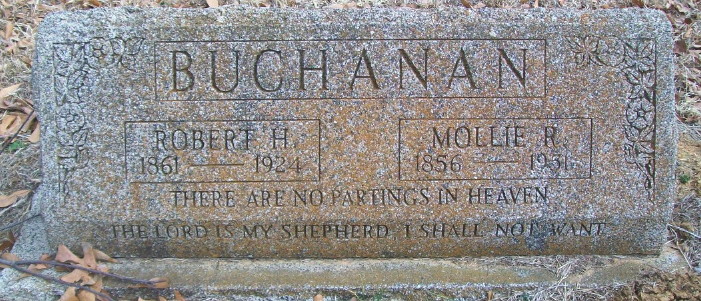 BUCHANAN
ROBERT H.
1861 — 1924
MOLLIE R.
1856 — 1931.
THERE ARE NO PARTINGS IN HEAVEN
THE LORD IS MY SHEPHERD I SHALL NOT WANT